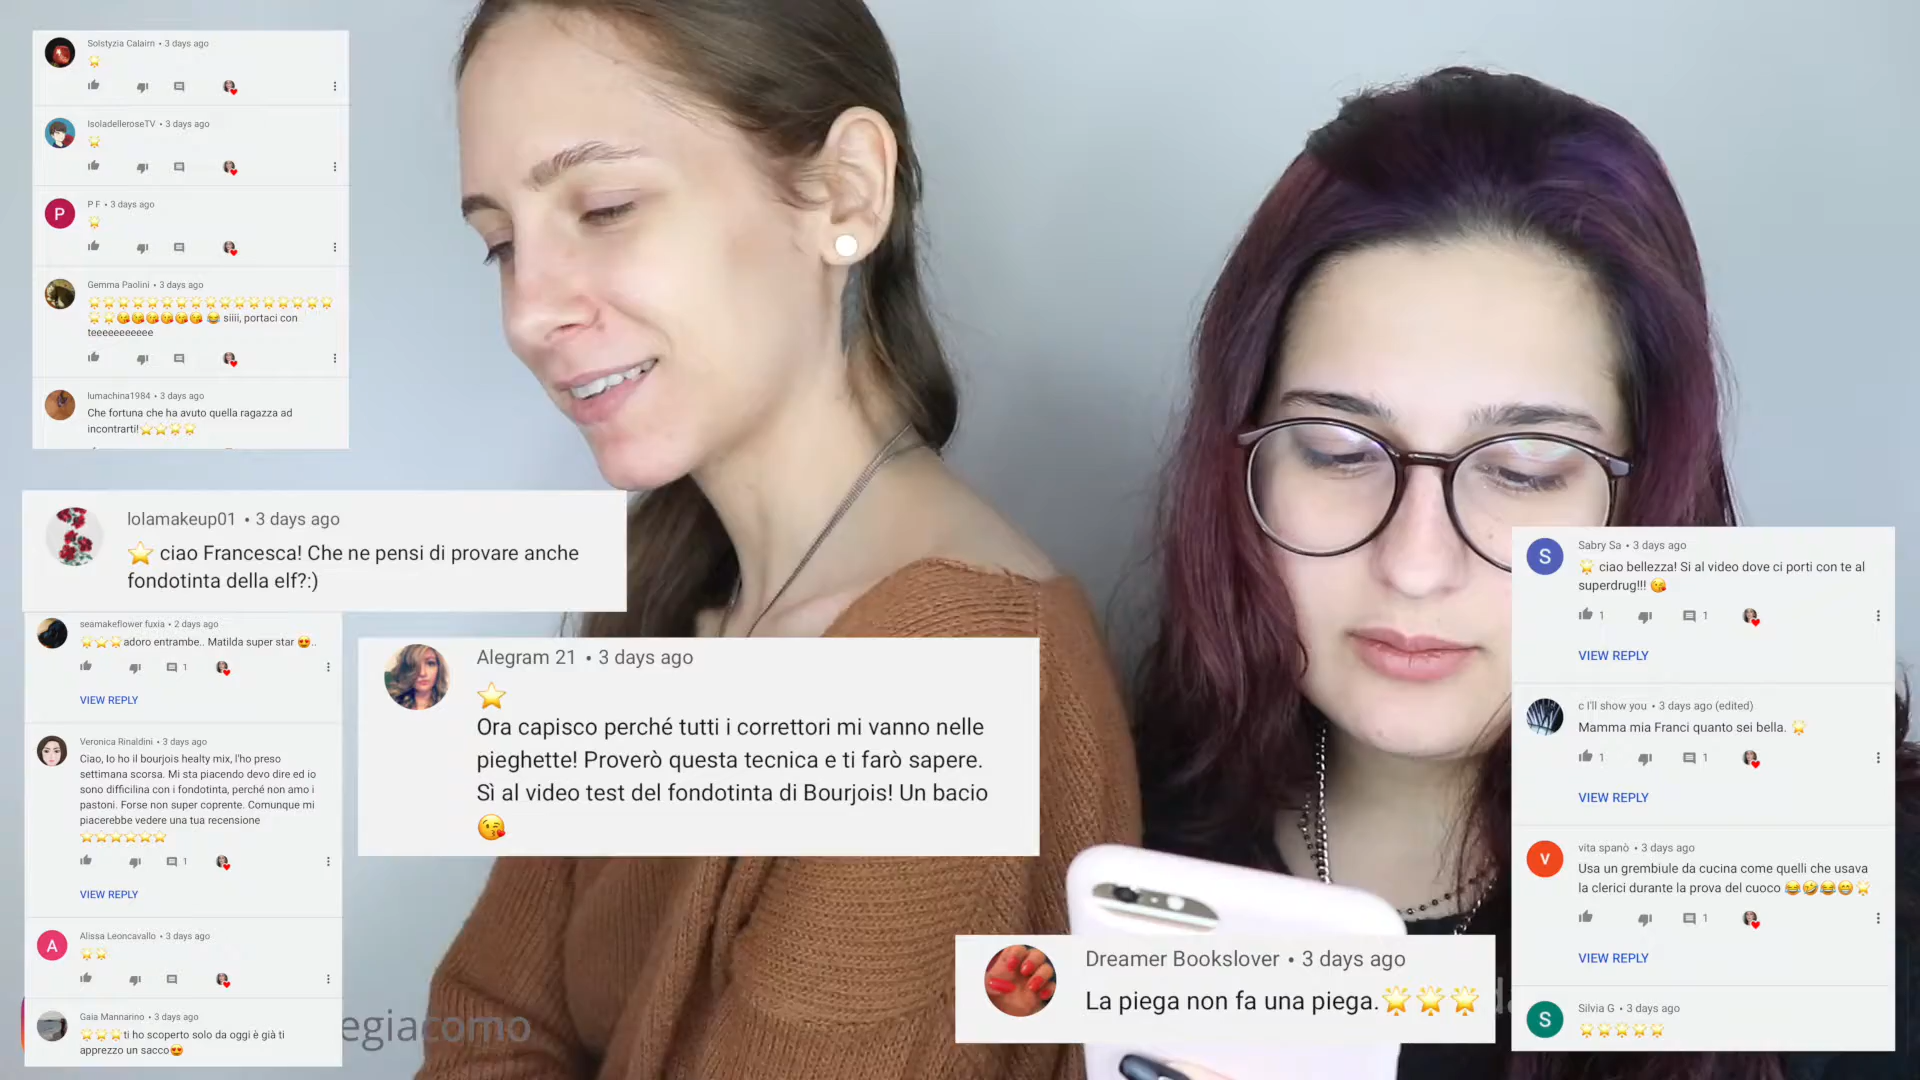 Solstyzia Calairn • 3 days ago
🌟
IsoladelleroseTV • 3 days ago
🌟
P
P F • 3 days ago
🌟
Gemma Paolini • 3 days ago
🌟🌟🌟🌟🌟🌟🌟🌟🌟🌟🌟🌟🌟🌟🌟🌟🌟
🌟🌟😘😘😘😘😘😘 😂 siiii, portaci con
teeeeeeeeeee
lumachina1984 • 3 days ago
Che fortuna che ha avuto quella ragazza ad
incontrarti!⭐⭐🌟🌟
lolamakeup01 • 3 days ago
⭐ ciao Francesca! Che ne pensi di provare anche
fondotinta della elf?:)
seamakeflower fuxia • 2 days ago
🌟⭐🌟adoro entrambe.. Matilda super star 😍..
1
VIEW REPLY
Veronica Rinaldini • 3 days ago
Ciao, Io ho il bourjois healty mix, l'ho preso
settimana scorsa. Mi sta piacendo devo dire ed io
sono difficilina con i fondotinta, perché non amo i
pastoni. Forse non super coprente. Comunque mi
piacerebbe vedere una tua recensione
⭐⭐⭐⭐⭐⭐
1
VIEW REPLY
A
Alissa Leoncavallo • 3 days ago
🌟🌟
Gaia Mannarino • 3 days ago
🌟🌟🌟ti ho scoperto solo da oggi è già ti
apprezzo un sacco😍
egiacomo
Alegram 21 • 3 days ago
⭐
Ora capisco perché tutti i correttori mi vanno nelle
pieghette! Proverò questa tecnica e ti farò sapere.
Sì al video test del fondotinta di Bourjois! Un bacio
😘
Dreamer Bookslover • 3 days ago
La piega non fa una piega.🌟🌟🌟
S
Sabry Sa • 3 days ago
🌟 ciao bellezza! Si al video dove ci porti con te al
superdrug!!! 😘
1
1
VIEW REPLY
c I'll show you • 3 days ago (edited)
Mamma mia Franci quanto sei bella. 🌟
1
1
VIEW REPLY
V
vita spanò • 3 days ago
Usa un grembiule da cucina come quelli che usava
la clerici durante la prova del cuoco 😂🤣😂😁🌟
1
VIEW REPLY
S
Silvia G • 3 days ago
🌟🌟🌟🌟🌟